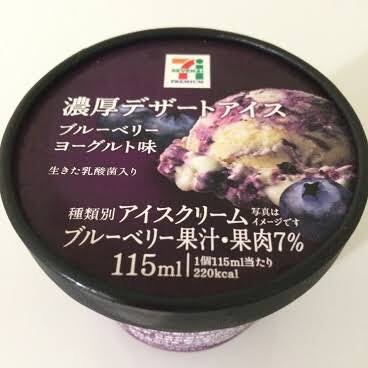 7
SEVEN&i
PREMIUM
濃厚デザートアイス
ブルーベリー
ヨーグルト味
生きた乳酸菌入り
種類別アイスクリーム 写真は
イメージです
ブルーベリー果汁・果肉7%
115ml 1個115ml当たり
220kcal